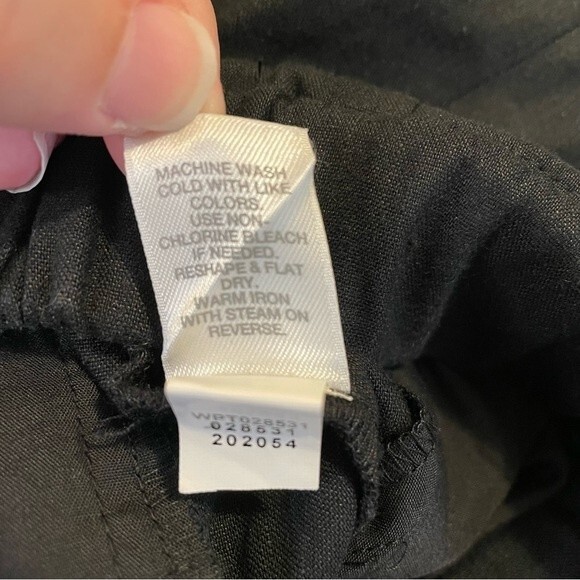 MACHINE WASH
COLD WITH LIKE
COLORS.
USE NON-
CHLORINE BLEACH
IF NEEDED.
RESHAPE & FLAT
DRY.
WARM IRON
WITH STEAM ON
REVERSE.
WPT028531
028531
202054